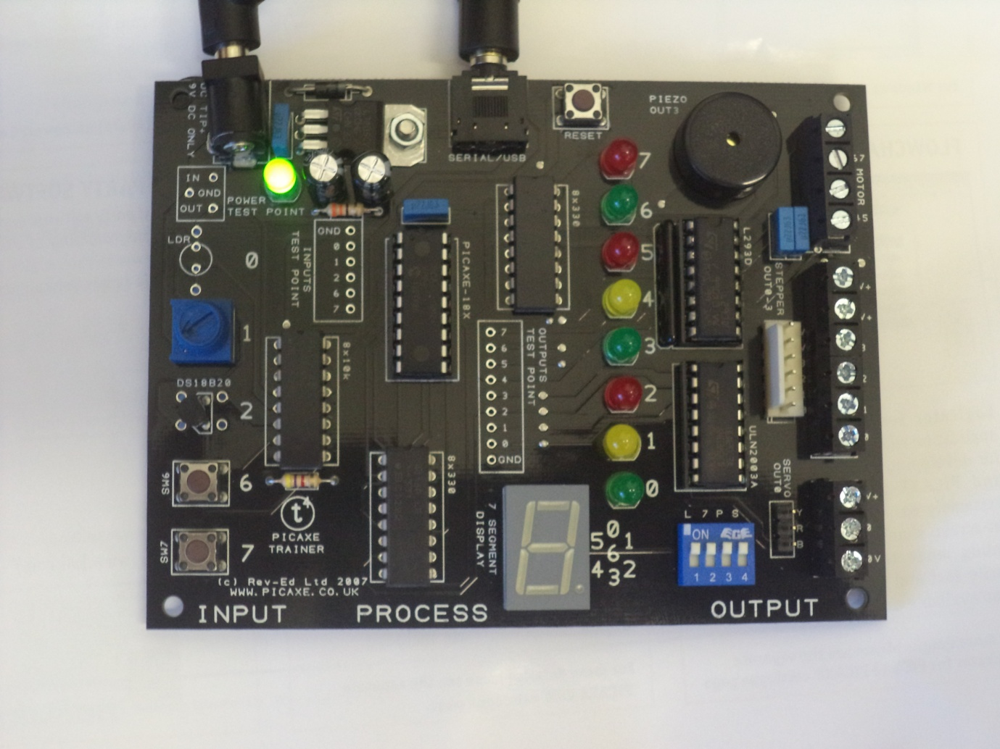 DC TIP+
9V DC ONLY
IN
GND
OUT
POWER
TEST POINT
SERIAL/USB
RESET
PIEZO
OUT3
67
MOTOR
45
LDR
0
INPUTS
TEST POINT
GND
0
1
2
6
7
PICAXE-18X
8x330
7
6
5
4
3
2
1
0
L293D
STEPPER
OUT0-3
V+
V+
3
2
1
0
1
DS18B20
2
8x10k
OUTPUTS
TEST POINT
7
6
5
4
3
2
1
0
GND
ULN2003A
SERVO
OUT0
Y
R
B
V+
0
0V
SW6
6
SW7
7
t4
PICAXE
TRAINER
8x330
7 SEGMENT
DISPLAY
0
5 1
6
4 2
3
L 7 P S
ON ECE
1 2 3 4
(c) Rev-Ed Ltd 2007
WWW.PICAXE.CO.UK
INPUT PROCESS OUTPUT